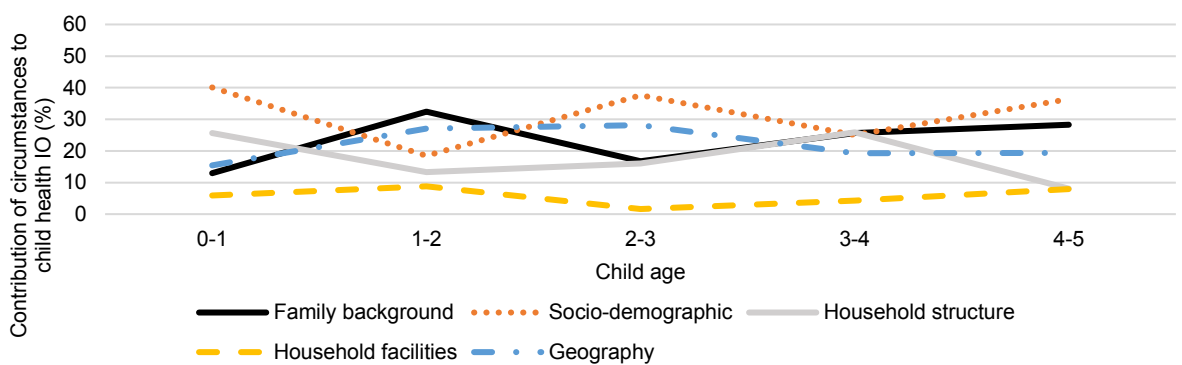 Contribution of circumstances to
child health IO (%)
60
50
40
30
20
10
0
0-1 1-2 2-3 3-4 4-5
Child age
Family background Socio-demographic Household structure
Household facilities Geography